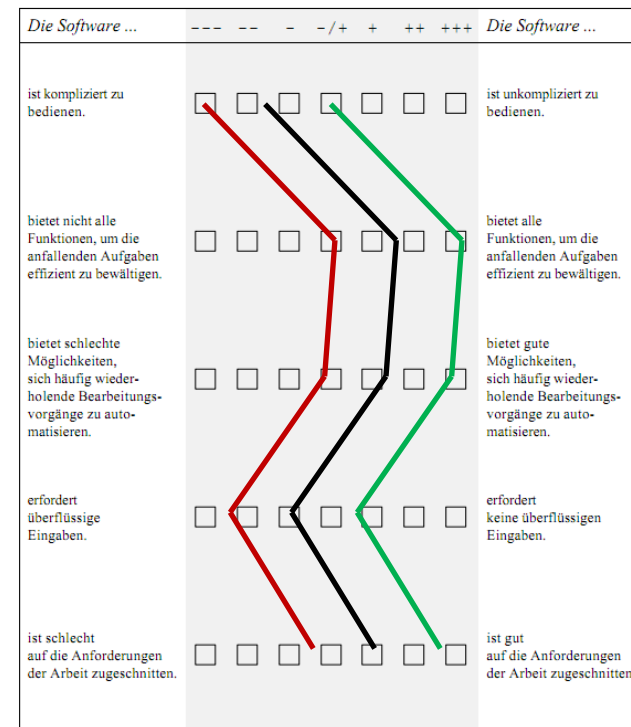 Die Software ... --- -- - -/+ + ++ +++ Die Software ...
ist kompliziert zu
bedienen.
ist unkompliziert zu
bedienen.
bietet nicht alle
Funktionen, um die
anfallenden Aufgaben
effizient zu bewältigen.
bietet alle
Funktionen, um die
anfallenden Aufgaben
effizient zu bewältigen.
bietet schlechte
Möglichkeiten,
sich häufig wieder-
holende Bearbeitungs-
vorgänge zu auto-
matisieren.
bietet gute
Möglichkeiten,
sich häufig wieder-
holende Bearbeitungs-
vorgänge zu auto-
matisieren.
erfordert
überflüssige
Eingaben.
erfordert
keine überflüssigen
Eingaben.
ist schlecht
auf die Anforderungen
der Arbeit zugeschnitten.
ist gut
auf die Anforderungen
der Arbeit zugeschnitten